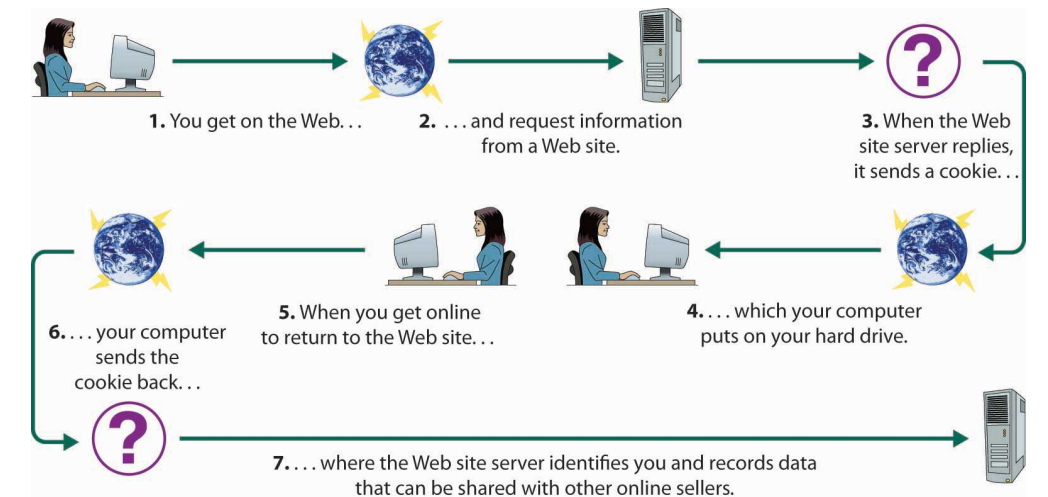 ?
1. You get on the Web...
2. ...and request information
from a Web site.
3. When the Web
site server replies,
it sends a cookie...
4. ...which your computer
puts on your hard drive.
5. When you get online
to return to the Web site...
6. ...your computer
sends the
cookie back...
?
7. ...where the Web site server identifies you and records data
that can be shared with other online sellers.